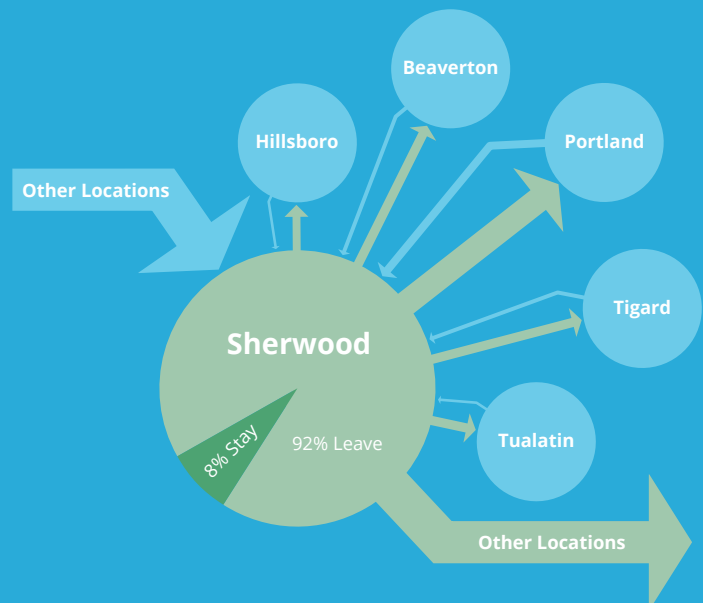 Beaverton
Hillsboro
Portland
Other Locations
Tigard
Sherwood
8% Stay
92% Leave
Tualatin
Other Locations